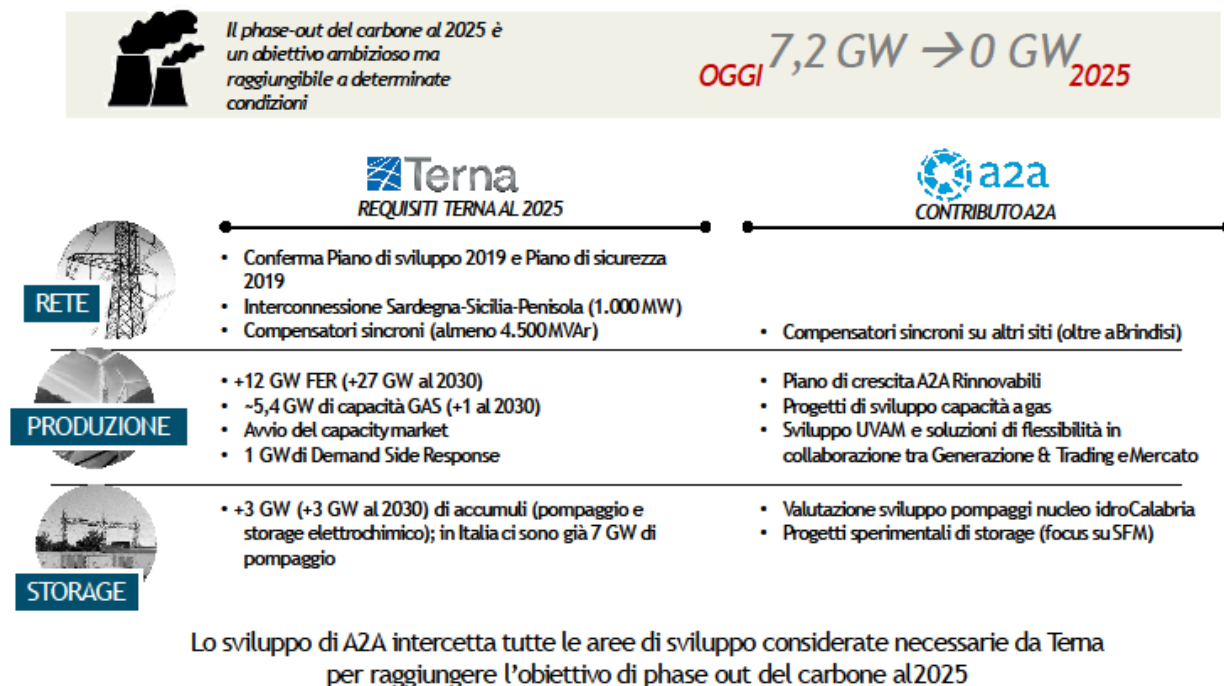 Il phase-out del carbone al 2025 è
un obiettivo ambizioso ma
raggiungibile a determinate
condizioni
OGGI 7,2 GW → 0 GW 2025
Terna
REQUISITI TERNA AL 2025
a2a
CONTRIBUTO A2A
RETE
• Conferma Piano di sviluppo 2019 e Piano di sicurezza
2019
• Interconnessione Sardegna-Sicilia-Penisola (1.000 MW)
• Compensatori sincroni (almeno 4.500 MVAr)
• Compensatori sincroni su altri siti (oltre a Brindisi)
PRODUZIONE
• +12 GW FER (+27 GW al 2030)
• ~5,4 GW di capacità GAS (+1 al 2030)
• Avvio del capacity market
• 1 GW di Demand Side Response
• Piano di crescita A2A Rinnovabili
• Progetti di sviluppo capacità a gas
• Sviluppo UVAM e soluzioni di flessibilità in
collaborazione tra Generazione & Trading e Mercato
STORAGE
• +3 GW (+3 GW al 2030) di accumuli (pompaggio e
storage elettrochimico); in Italia ci sono già 7 GW di
pompaggio
• Valutazione sviluppo pompaggi nucleo idro Calabria
• Progetti sperimentali di storage (focus su SFM)
Lo sviluppo di A2A intercetta tutte le aree di sviluppo considerate necessarie da Terna
per raggiungere l'obiettivo di phase out del carbone al 2025